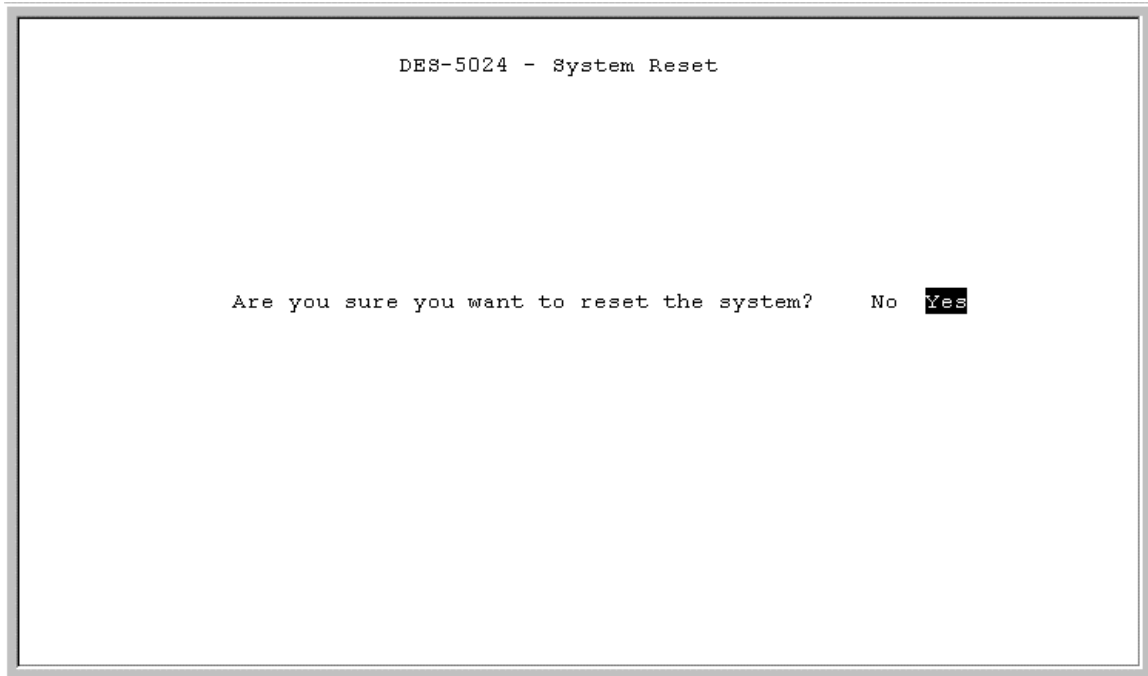 DES-5024 - System Reset
Are you sure you want to reset the system? No Yes